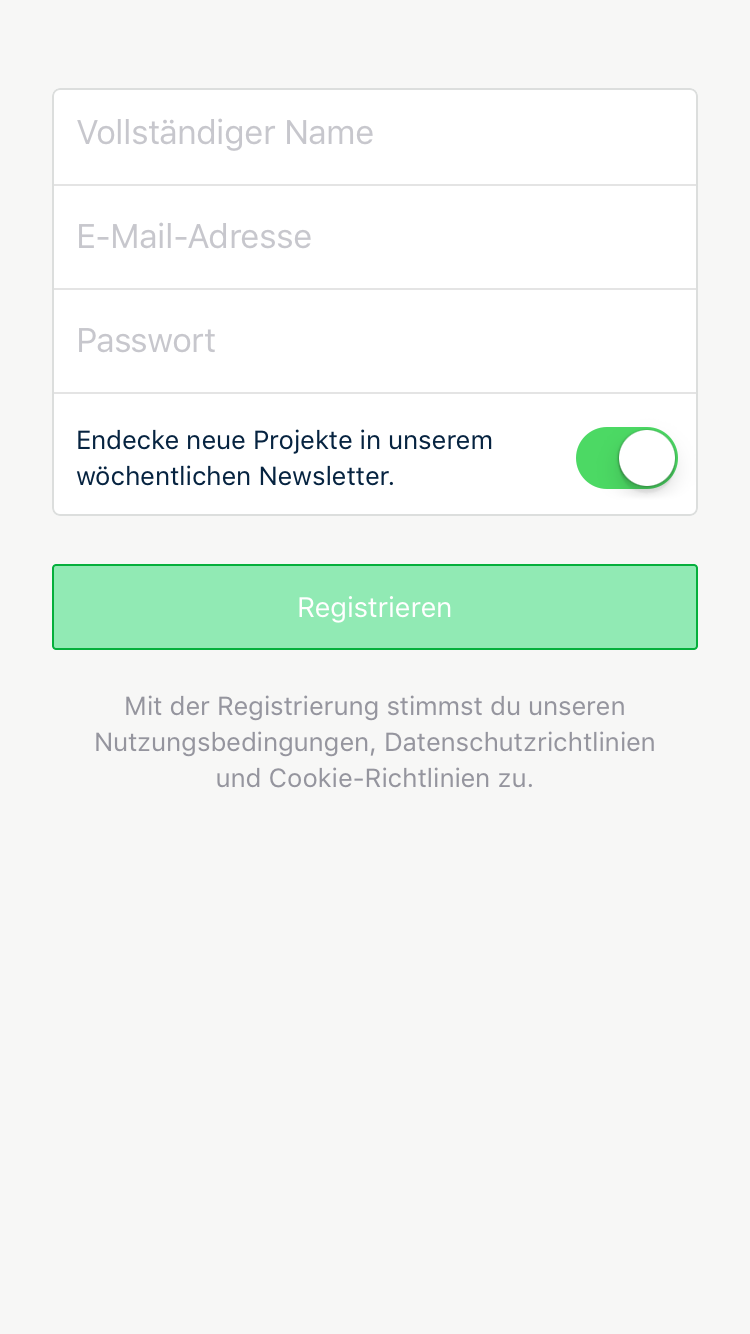 Vollständiger Name
E-Mail-Adresse
Passwort
Endecke neue Projekte in unserem
wöchentlichen Newsletter.
Registrieren
Mit der Registrierung stimmst du unseren
Nutzungsbedingungen, Datenschutzrichtlinien
und Cookie-Richtlinien zu.